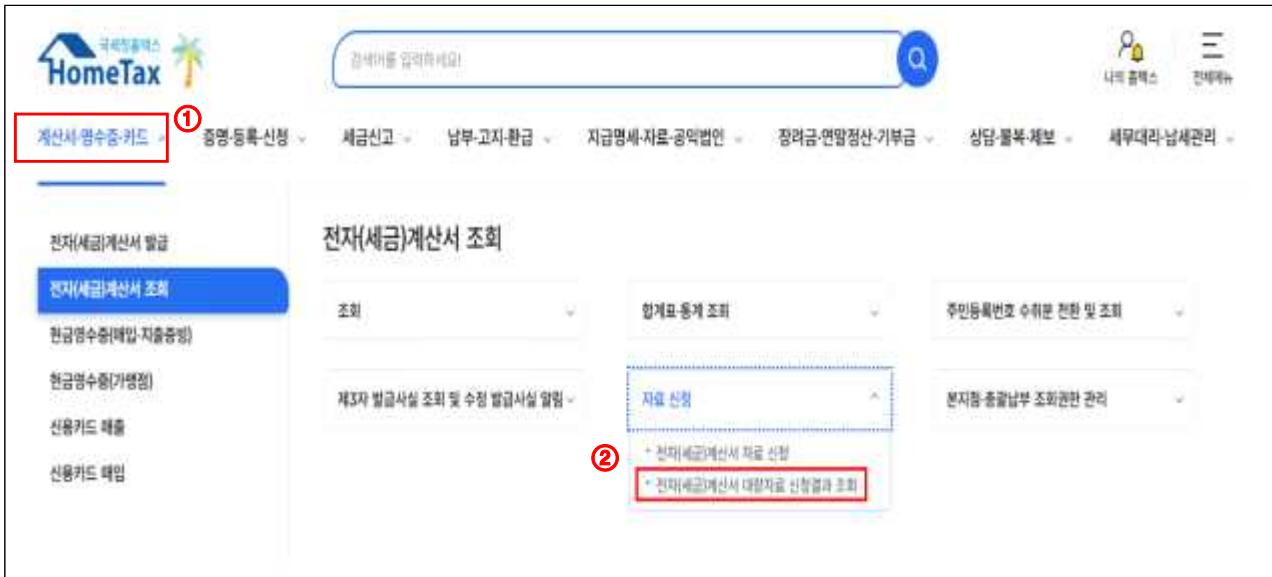 국세청홈택스
HomeTax
검색어를 입력하세요!
나의 홈택스
전체메뉴
①
계산서·영수증·카드
증명·등록·신청
세금신고
납부·고지·환급
지급명세·자료·공익법인
장려금·연말정산·기부금
상담·불복·제보
세무대리·납세관리
전자(세금)계산서 발급
전자(세금)계산서 조회
현금영수증(매입·지출증빙)
현금영수증(가맹점)
신용카드 매출
신용카드 매입
전자(세금)계산서 조회
조회
합계표·통계 조회
주민등록번호 수취분 전환 및 조회
제3자 발급사실 조회 및 수정 발급사실 알림
자료 신청
본지점·총괄납부 조회권한 관리
②
전자(세금)계산서 자료 신청
전자(세금)계산서 대량자료 신청결과 조회